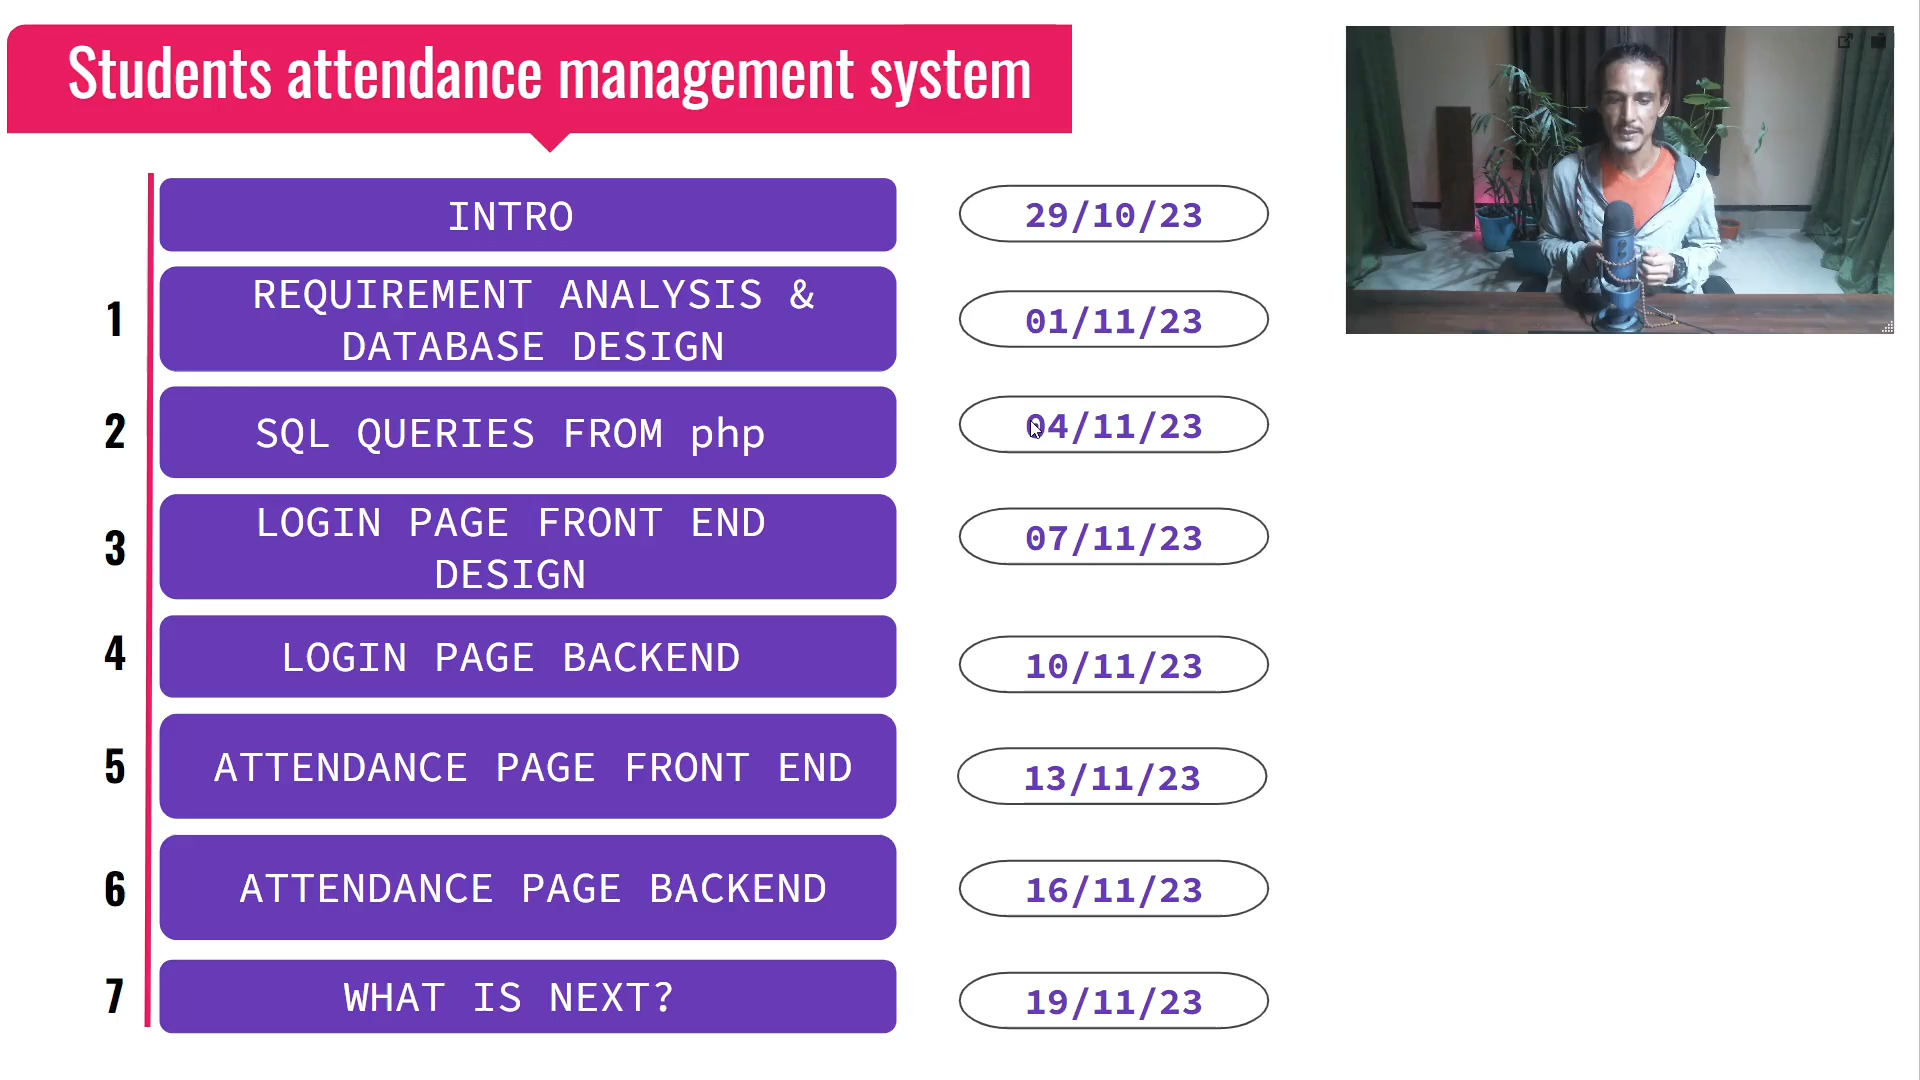 Students attendance management system
INTRO
29/10/23
1
REQUIREMENT ANALYSIS &
DATABASE DESIGN
01/11/23
2
SQL QUERIES FROM php
04/11/23
3
LOGIN PAGE FRONT END
DESIGN
07/11/23
4
LOGIN PAGE BACKEND
10/11/23
5
ATTENDANCE PAGE FRONT END
13/11/23
6
ATTENDANCE PAGE BACKEND
16/11/23
7
WHAT IS NEXT?
19/11/23